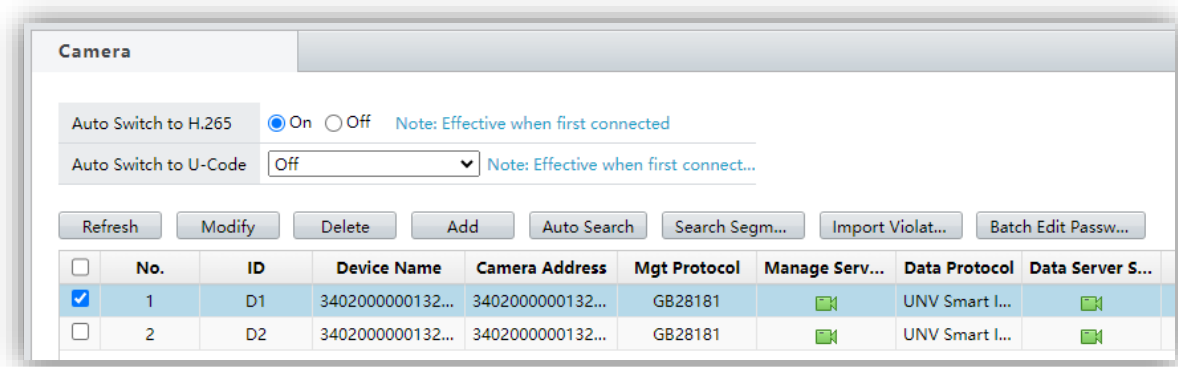 Camera
Auto Switch to H.265 On Off Note: Effective when first connected
Auto Switch to U-Code Off Note: Effective when first connect...
Refresh Modify Delete Add Auto Search Search Segm... Import Violat... Batch Edit Passw...
No. ID Device Name Camera Address Mgt Protocol Manage Serv... Data Protocol Data Server S...
1 D1 3402000000132... 3402000000132... GB28181 UNV Smart I...
2 D2 3402000000132... 3402000000132... GB28181 UNV Smart I...